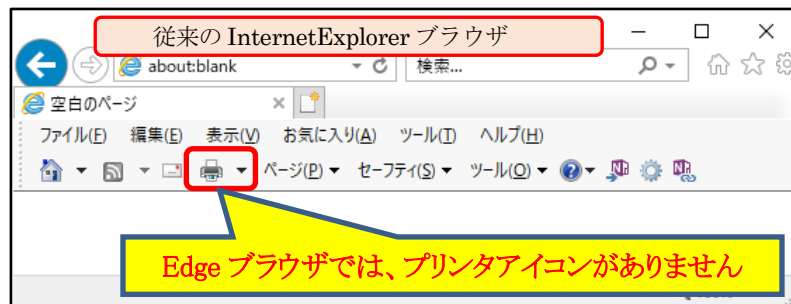 従来の InternetExplorer ブラウザ
about:blank
検索...
空白のページ
ファイル(F) 編集(E) 表示(V) お気に入り(A) ツール(T) ヘルプ(H)
ページ(P) セーフティ(S) ツール(O)
Edge ブラウザでは、プリンタアイコンがありません